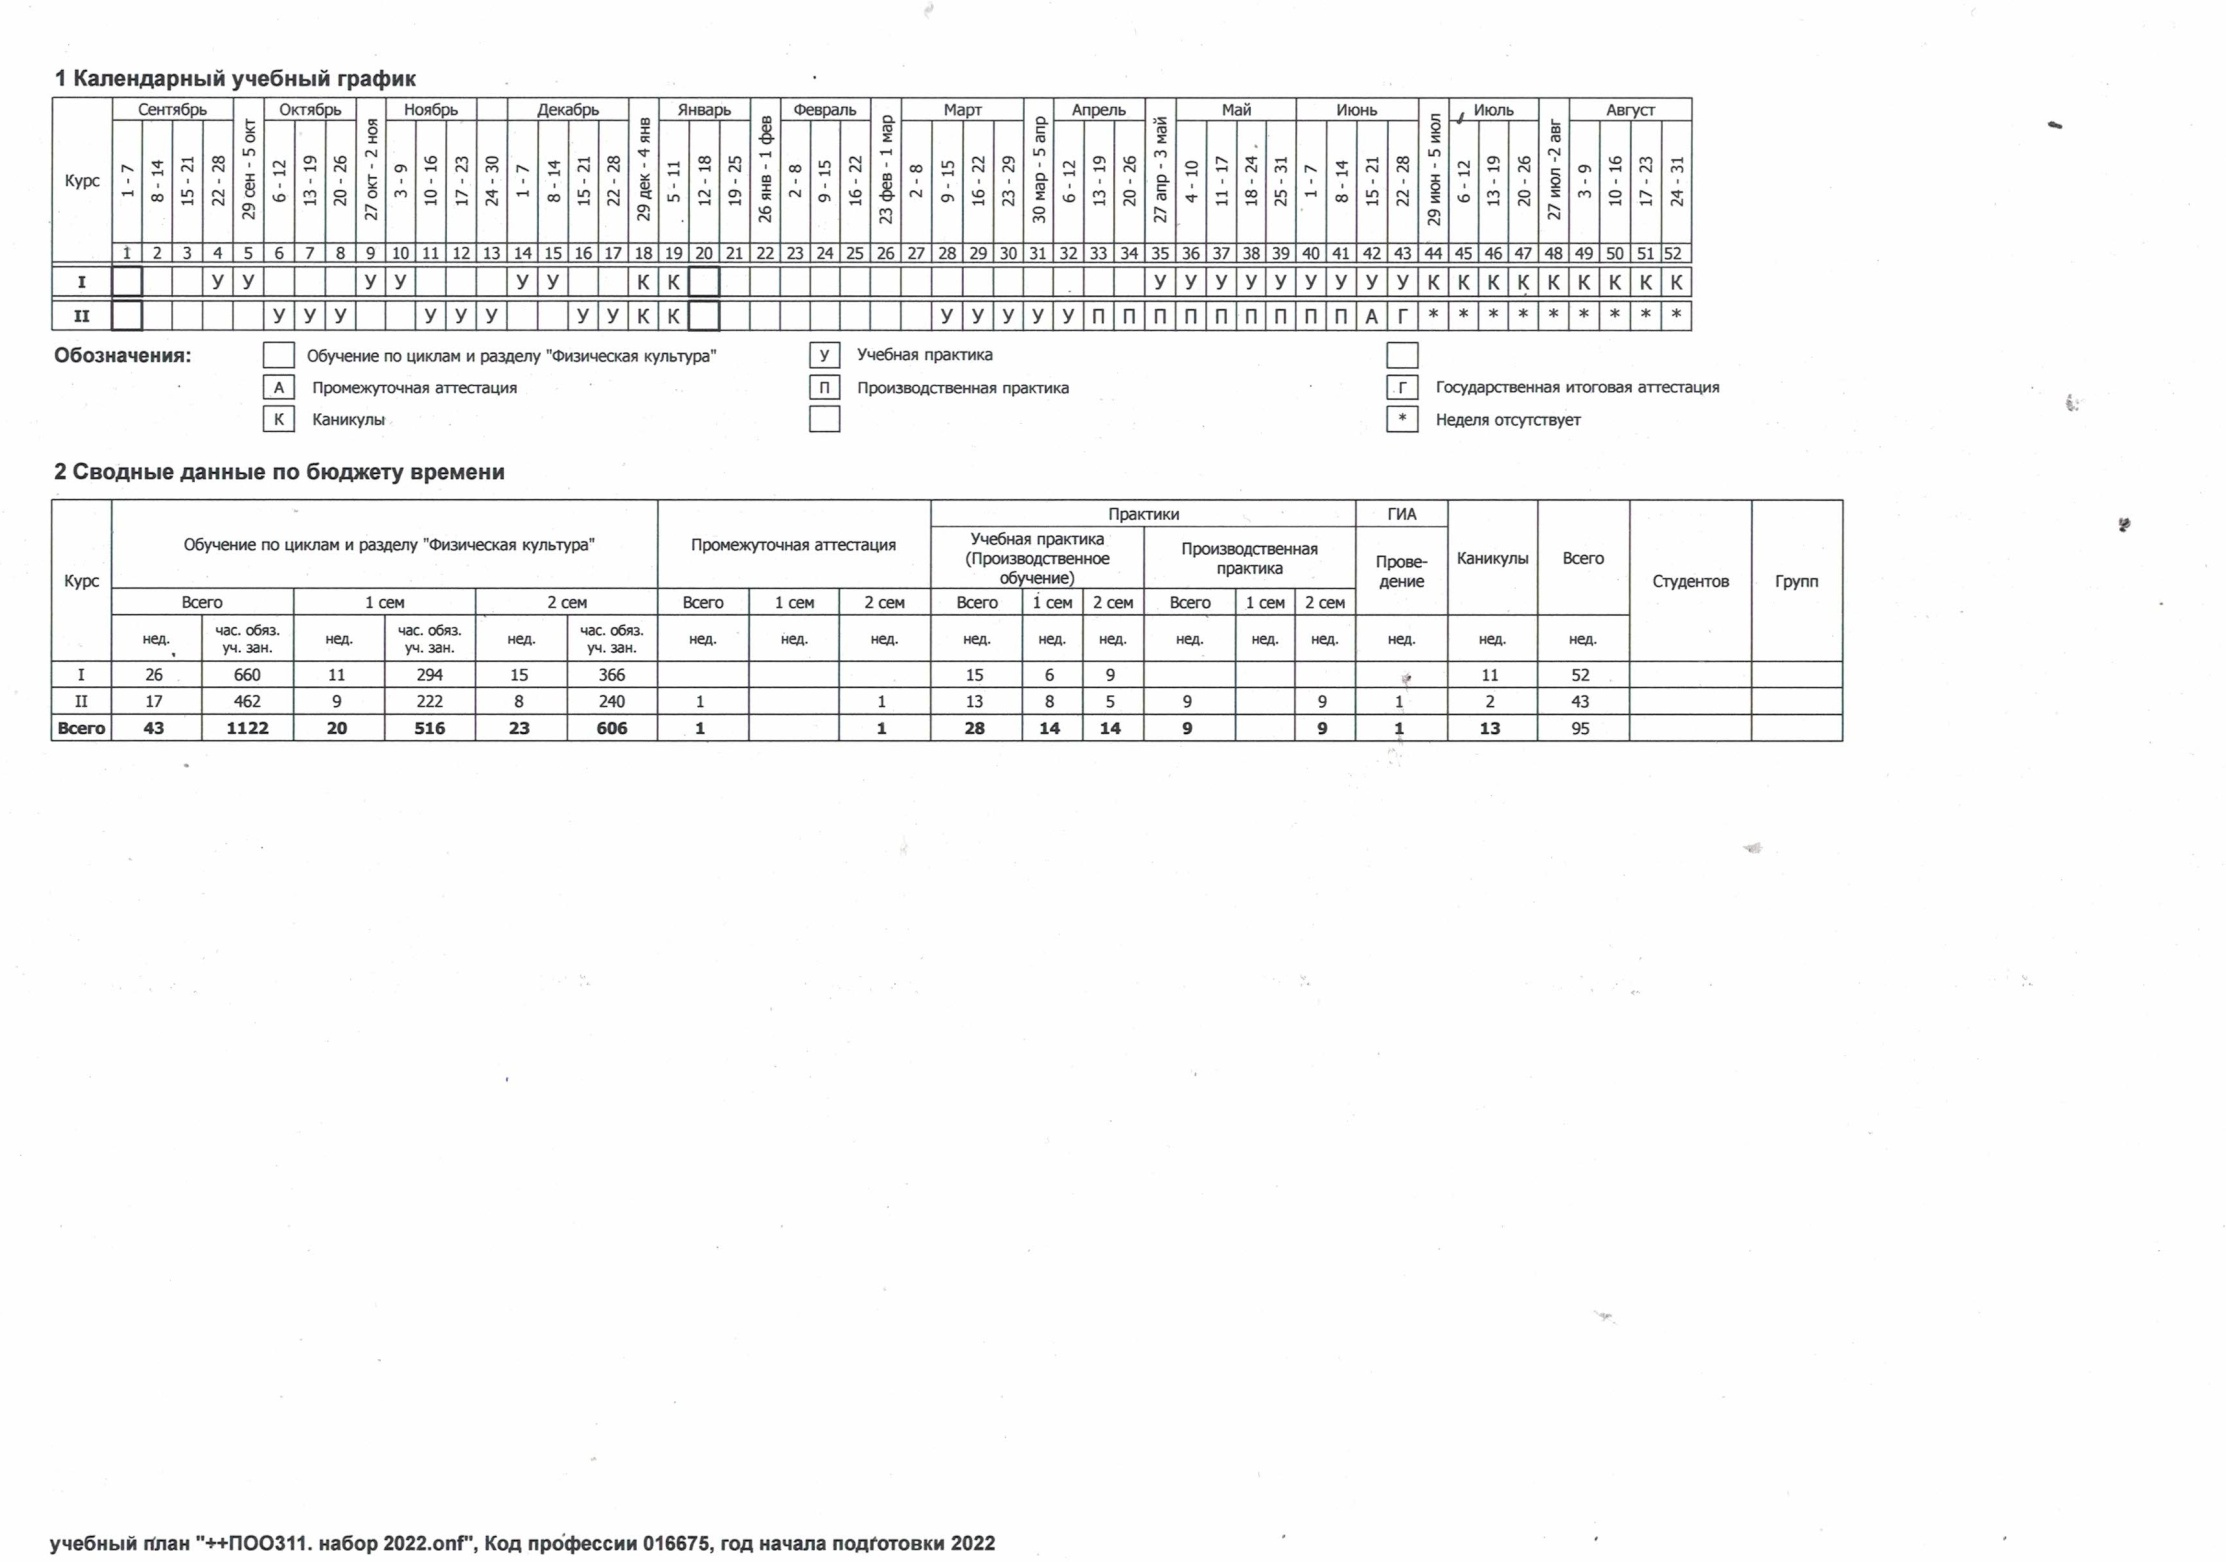 1 Календарный учебный график
Курс Сентябрь 29 сен - 5 окт Октябрь 27 окт - 2 ноя Ноябрь Декабрь 29 дек - 4 янв Январь 26 янв - 1 фев Февраль 23 фев - 1 мар Март 30 мар - 5 апр Апрель 27 апр - 3 май Май Июнь 29 июн - 5 июл Июль 27 июл -2 авг Август
1 - 7 8 - 14 15 - 21 22 - 28 6 - 12 13 - 19 20 - 26 3 - 9 10 - 16 17 - 23 24 - 30 1 - 7 8 - 14 15 - 21 22 - 28 5 - 11 12 - 18 19 - 25 2 - 8 9 - 15 16 - 22 2 - 8 9 - 15 16 - 22 23 - 29 6 - 12 13 - 19 20 - 26 4 - 10 11 - 17 18 - 24 25 - 31 1 - 7 8 - 14 15 - 21 22 - 28 6 - 12 13 - 19 20 - 26 3 - 9 10 - 16 17 - 23 24 - 31
1 2 3 4 5 6 7 8 9 10 11 12 13 14 15 16 17 18 19 20 21 22 23 24 25 26 27 28 29 30 31 32 33 34 35 36 37 38 39 40 41 42 43 44 45 46 47 48 49 50 51 52
I У У У У У У К К У У У У У У У У У К К К К К К К К К
II У У У У У У У У К К У У У У У П П П П П П П П П А Г * * * * * * * * *
Обозначения: Обучение по циклам и разделу "Физическая культура" У Учебная практика
А Промежуточная аттестация П Производственная практика Г Государственная итоговая аттестация
К Каникулы * Неделя отсутствует
2 Сводные данные по бюджету времени
Курс Обучение по циклам и разделу "Физическая культура" Промежуточная аттестация Практики ГИА Каникулы Всего Студентов Групп
Учебная практика (Производственное обучение) Производственная практика Прове-дение
Всего 1 сем 2 сем Всего 1 сем 2 сем Всего 1 сем 2 сем Всего 1 сем 2 сем
нед. час. обяз. уч. зан. нед. час. обяз. уч. зан. нед. час. обяз. уч. зан. нед. нед. нед. нед. нед. нед. нед. нед. нед. нед. нед. нед.
I 26 660 11 294 15 366 15 6 9 11 52
II 17 462 9 222 8 240 1 1 13 8 5 9 9 1 2 43
Всего 43 1122 20 516 23 606 1 1 28 14 14 9 9 1 13 95
учебный план "++ПОО311. набор 2022.onf", Код профессии 016675, год начала подготовки 2022